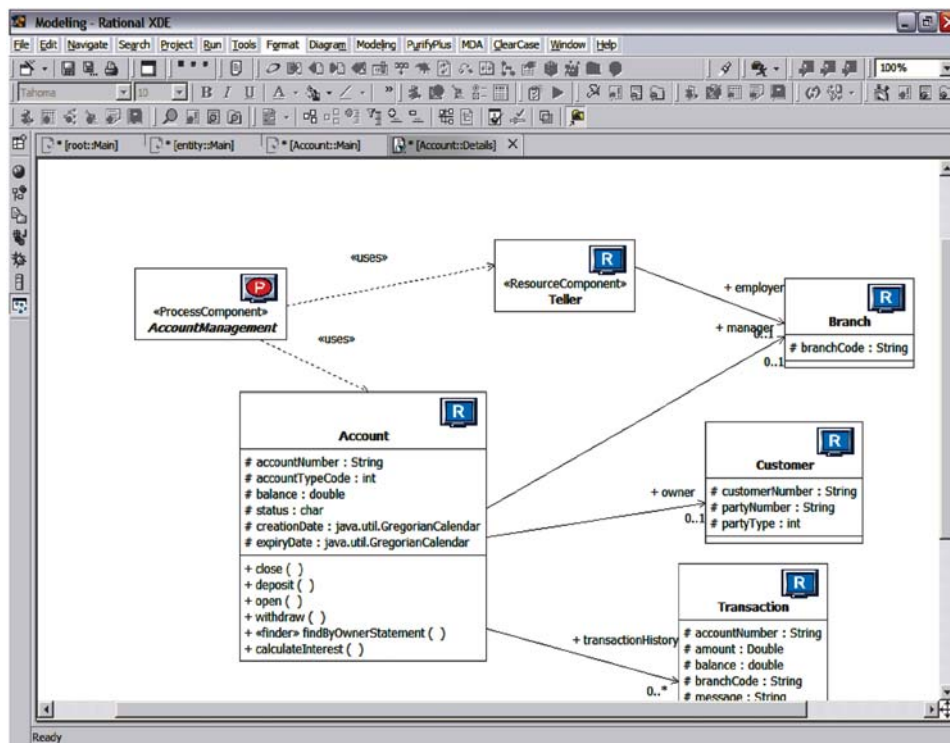 Modeling - Rational XDE
File Edit Navigate Search Project Run Tools Format Diagram Modeling PurifyPlus MDA ClearCase Window Help
100%
Tahoma 10 B I U A
* [root::Main] * [entity::Main] * [Account::Main] * [Account::Details]
«uses»
P
«ProcessComponent»
AccountManagement
R
«ResourceComponent»
Teller
+ employer
0..1
+ manager
0..1
R
Branch
# branchCode : String
«uses»
R
Account
# accountNumber : String
# accountTypeCode : int
# balance : double
# status : char
# creationDate : java.util.GregorianCalendar
# expiryDate : java.util.GregorianCalendar
+ close ( )
+ deposit ( )
+ open ( )
+ withdraw ( )
+ «finder» findByOwnerStatement ( )
+ calculateInterest ( )
+ owner
0..1
R
Customer
# customerNumber : String
# partyNumber : String
# partyType : int
+ transactionHistory
0..*
R
Transaction
# accountNumber : String
# amount : Double
# balance : double
# branchCode : String
# message : String
Ready